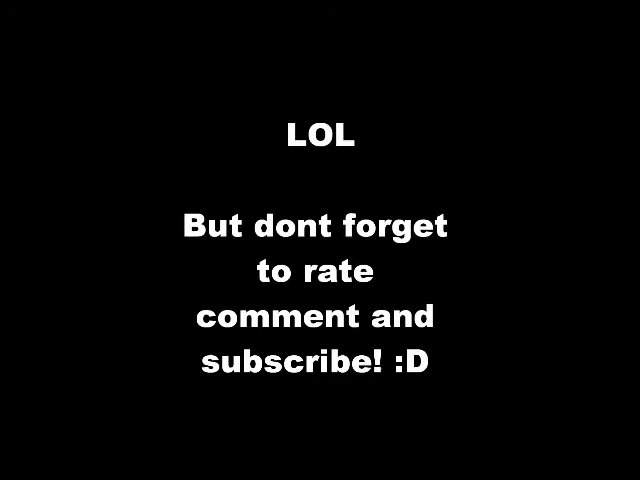 LOL
But dont forget
to rate
comment and
subscribe! :D